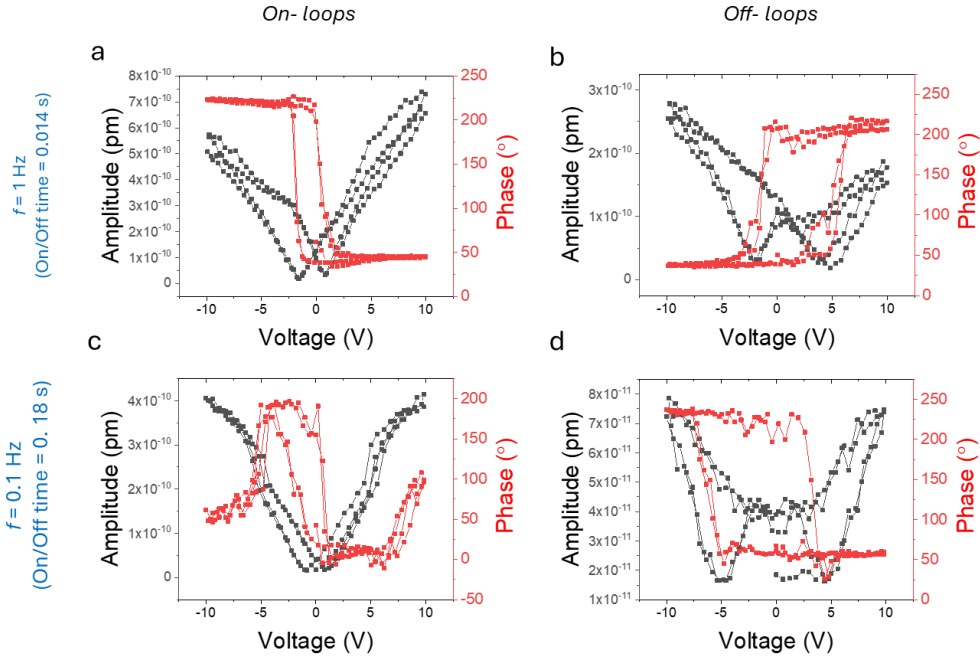 On- loops
Off- loops
a
b
f = 1 Hz
(On/Off time = 0.014 s)
Amplitude (pm)
8x10⁻¹⁰
7x10⁻¹⁰
6x10⁻¹⁰
5x10⁻¹⁰
4x10⁻¹⁰
3x10⁻¹⁰
2x10⁻¹⁰
1x10⁻¹⁰
0
250
200
150
100
50
0
Phase (°)
-10 -5 0 5 10
Voltage (V)
Amplitude (pm)
3x10⁻¹⁰
2x10⁻¹⁰
1x10⁻¹⁰
0
250
200
150
100
50
0
Phase (°)
-10 -5 0 5 10
Voltage (V)
c
d
f = 0.1 Hz
(On/Off time = 0. 18 s)
Amplitude (pm)
4x10⁻¹⁰
3x10⁻¹⁰
2x10⁻¹⁰
1x10⁻¹⁰
0
200
150
100
50
0
-50
Phase (°)
-10 -5 0 5 10
Voltage (V)
Amplitude (pm)
8x10⁻¹¹
7x10⁻¹¹
6x10⁻¹¹
5x10⁻¹¹
4x10⁻¹¹
3x10⁻¹¹
2x10⁻¹¹
1x10⁻¹¹
250
200
150
100
50
0
Phase (°)
-10 -5 0 5 10
Voltage (V)